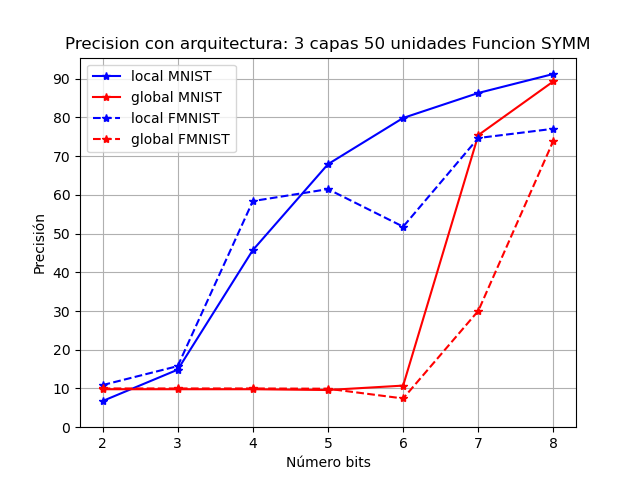 Precision con arquitectura: 3 capas 50 unidades Funcion SYMM
local MNIST
global MNIST
local FMNIST
global FMNIST
Precisión
90
80
70
60
50
40
30
20
10
0
2 3 4 5 6 7 8
Número bits